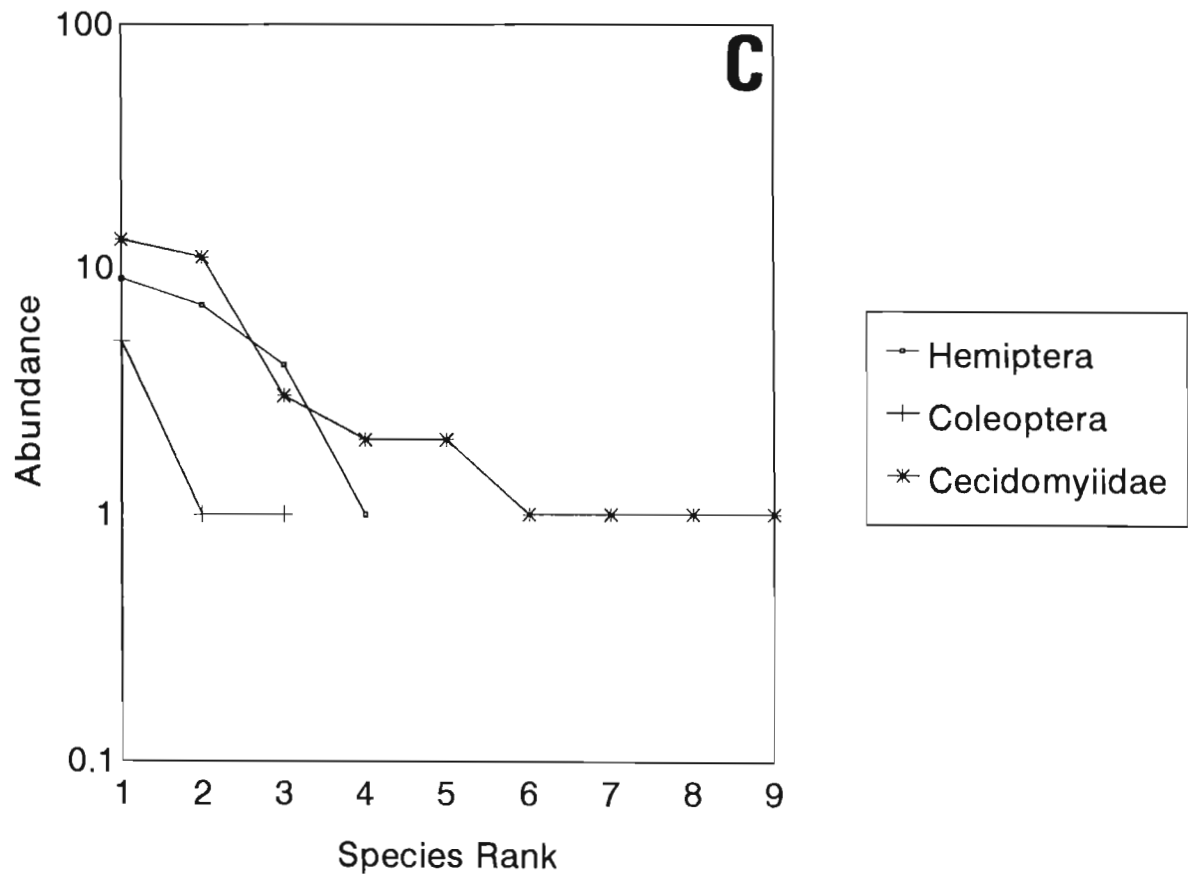 100
C
10
1
0.1
Abundance
1 2 3 4 5 6 7 8 9
Species Rank
Hemiptera
Coleoptera
Cecidomyiidae